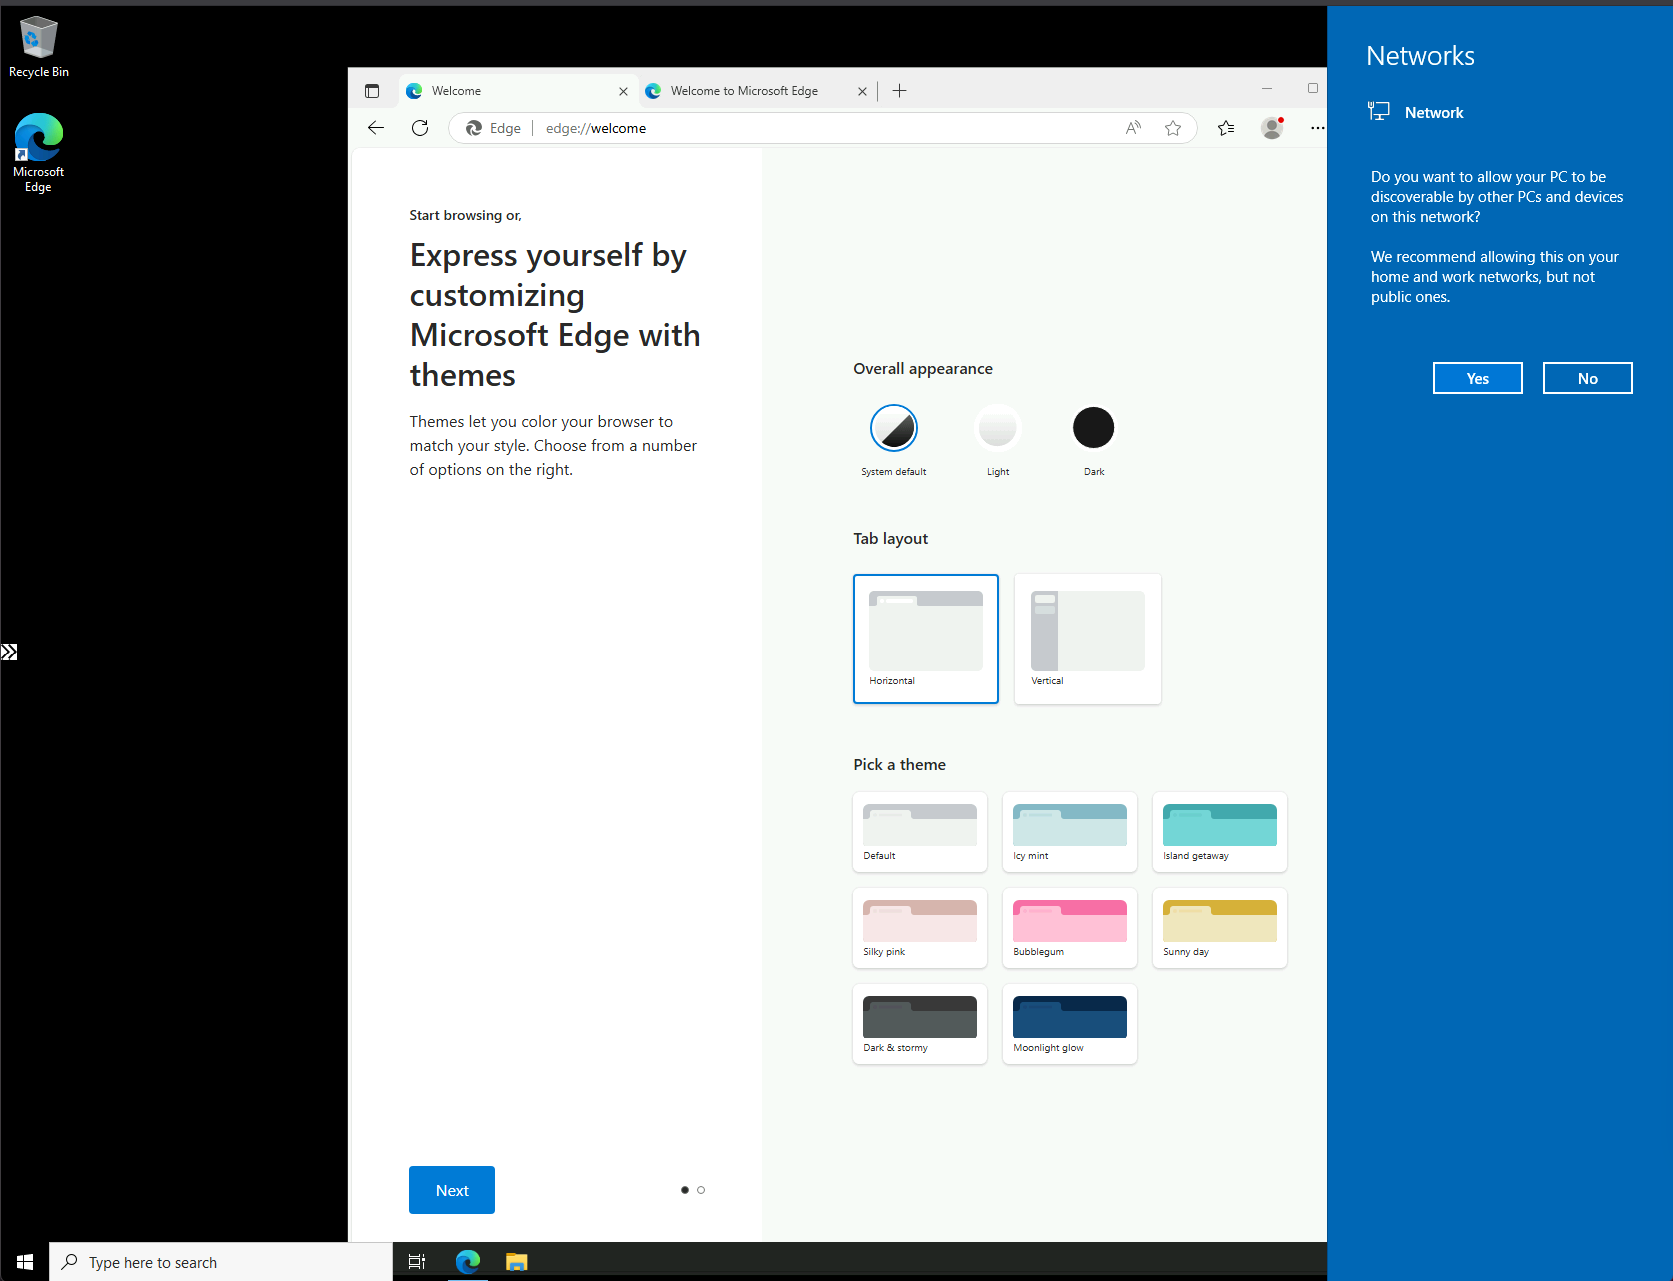 Recycle Bin
Microsoft
Edge
Welcome
Welcome to Microsoft Edge
Edge
edge://welcome
Start browsing or,
Express yourself by
customizing
Microsoft Edge with
themes
Themes let you color your browser to
match your style. Choose from a number
of options on the right.
Next
Overall appearance
System default
Light
Dark
Tab layout
Horizontal
Vertical
Pick a theme
Default
Icy mint
Island getaway
Silky pink
Bubblegum
Sunny day
Dark & stormy
Moonlight glow
Networks
Network
Do you want to allow your PC to be
discoverable by other PCs and devices
on this network?
We recommend allowing this on your
home and work networks, but not
public ones.
Yes
No
Type here to search